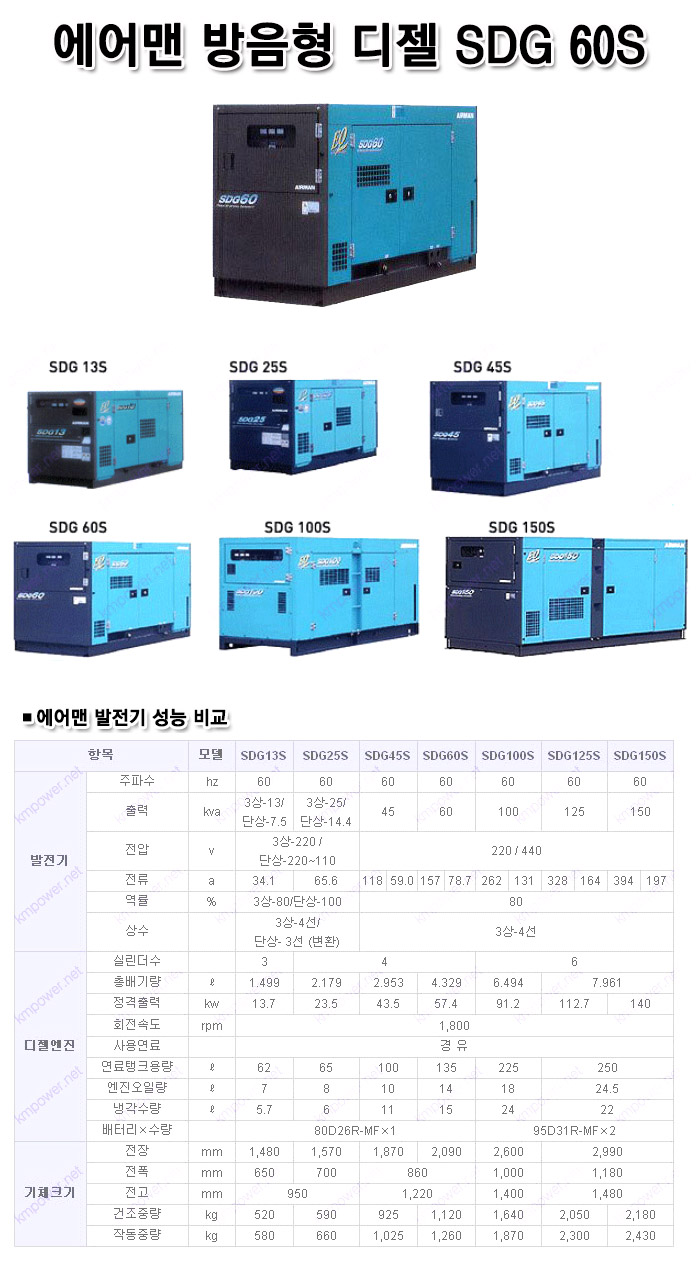 에어맨 방음형 디젤 SDG 60S
AIRMAN
SDG60
AIRMAN
SDG60
SDG 13S
SDG 25S
SDG 45S
AIRMAN
SDG13
SDG25
SDG45
SDG 60S
SDG 100S
SDG 150S
AIRMAN
SDG150
SDG60
SDG150
■ 에어맨 발전기 성능 비교
항목 모델 SDG13S SDG25S SDG45S SDG60S SDG100S SDG125S SDG150S
발전기
주파수 hz 60 60 60 60 60 60 60
출력 kva 3상-13/ 단상-7.5 3상-25/ 단상-14.4 45 60 100 125 150
전압 v 3상-220 / 단상-220~110 220 / 440
전류 a 34.1 65.6 118 59.0 157 78.7 262 131 328 164 394 197
역률 % 3상-80/단상-100 80
상수 3상-4선/ 단상- 3선 (변환) 3상-4선
디젤엔진
실린더수 3 4 6
총배기량 ℓ 1.499 2.179 2.953 4.329 6.494 7.961
정격출력 kw 13.7 23.5 43.5 57.4 91.2 112.7 140
회전속도 rpm 1,800
사용연료 경 유
연료탱크용량 ℓ 62 65 100 135 225 250
엔진오일량 ℓ 7 8 10 14 18 24.5
냉각수량 ℓ 5.7 6 11 15 24 22
배터리×수량 80D26R-MF×1 95D31R-MF×2
기체크기
전장 mm 1,480 1,570 1,870 2,090 2,600 2,990
전폭 mm 650 700 860 1,000 1,180
전고 mm 950 1,220 1,400 1,480
건조중량 kg 520 590 925 1,120 1,640 2,050 2,180
작동중량 kg 580 660 1,025 1,260 1,870 2,300 2,430
kmpower.net